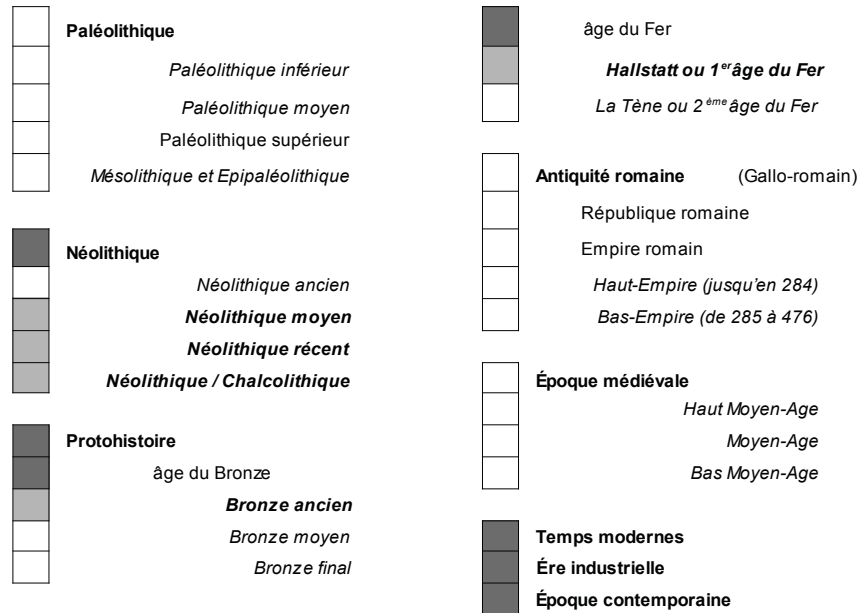 Paléolithique
Paléolithique inférieur
Paléolithique moyen
Paléolithique supérieur
Mésolithique et Epipaléolithique
Néolithique
Néolithique ancien
Néolithique moyen
Néolithique récent
Néolithique / Chalcolithique
Protohistoire
âge du Bronze
Bronze ancien
Bronze moyen
Bronze final
âge du Fer
Hallstatt ou 1er âge du Fer
La Tène ou 2ème âge du Fer
Antiquité romaine (Gallo-romain)
République romaine
Empire romain
Haut-Empire (jusqu'en 284)
Bas-Empire (de 285 à 476)
Époque médiévale
Haut Moyen-Age
Moyen-Age
Bas Moyen-Age
Temps modernes
Ére industrielle
Époque contemporaine